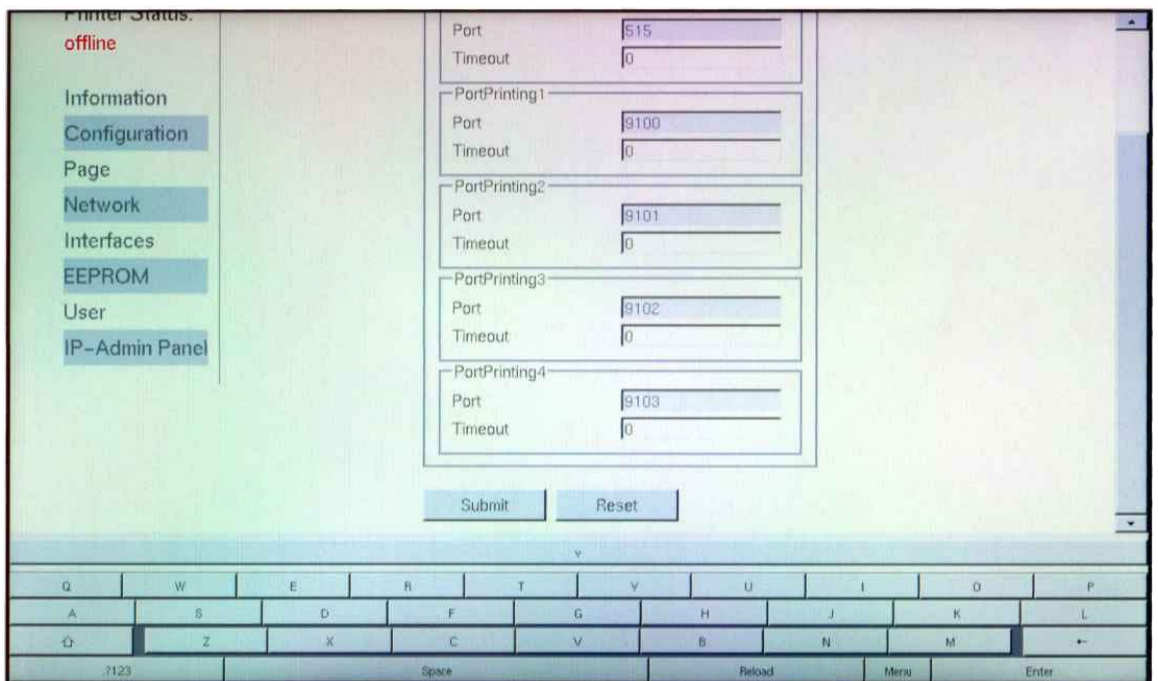 Printer Status:
offline
Information
Configuration
Page
Network
Interfaces
EEPROM
User
IP-Admin Panel
Port 515
Timeout 0
PortPrinting1
Port 9100
Timeout 0
PortPrinting2
Port 9101
Timeout 0
PortPrinting3
Port 9102
Timeout 0
PortPrinting4
Port 9103
Timeout 0
Submit Reset
Q W E R T Y U I O P
A S D F G H J K L
Z X C V B N M
.?123 Space Reload Menu Enter